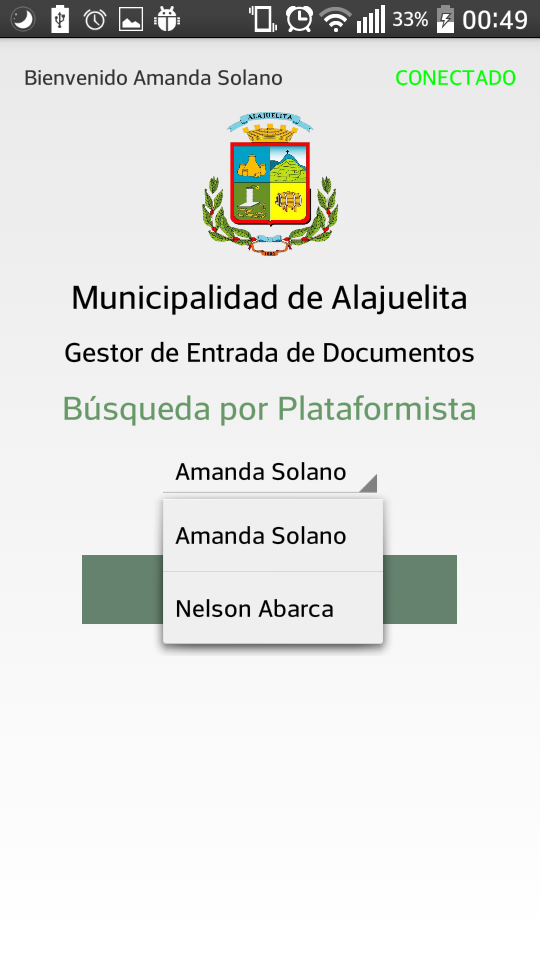 33% 00:49
Bienvenido Amanda Solano CONECTADO
ALAJUELITA
Municipalidad de Alajuelita
Gestor de Entrada de Documentos
Búsqueda por Plataformista
Amanda Solano
Amanda Solano
Nelson Abarca